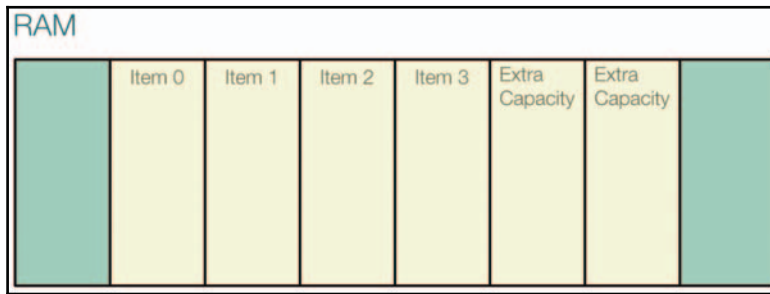 RAM
Item 0
Item 1
Item 2
Item 3
Extra
Capacity
Extra
Capacity